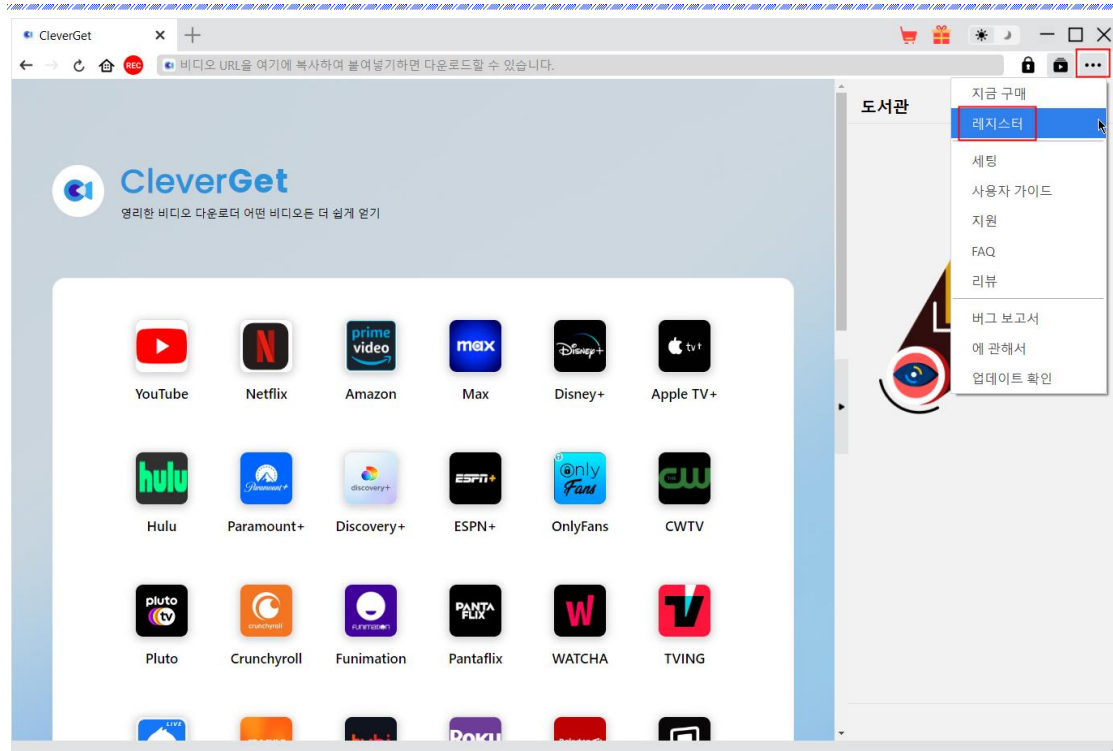 CleverGet
REC
비디오 URL을 여기에 복사하여 붙여넣기하면 다운로드할 수 있습니다.
지금 구매
레지스터
세팅
사용자 가이드
지원
FAQ
리뷰
버그 보고서
에 관해서
업데이트 확인
도서관
CleverGet
영리한 비디오 다운로더 어떤 비디오든 더 쉽게 얻기
N
prime video
max
Disney+
tv+
YouTube
Netflix
Amazon
Max
Disney+
Apple TV+
hulu
Paramount+
discovery+
ESPN+
Only Fans
CW
Hulu
Paramount+
Discovery+
ESPN+
OnlyFans
CWTV
pluto tv
crunchyroll
FUNIMATION
PANTAFLIX
W
TV
Pluto
Crunchyroll
Funimation
Pantaflix
WATCHA
TVING
LIVE
ROKU